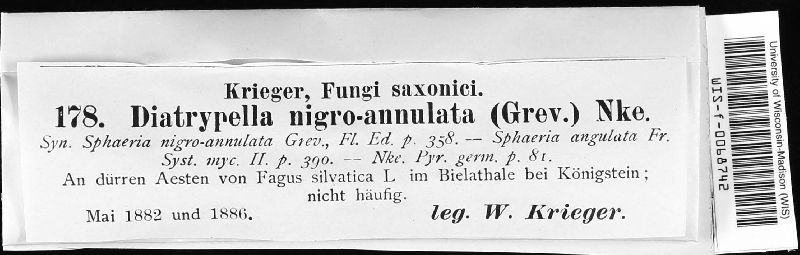 Krieger, Fungi saxonici.
178. Diatrypella nigro-annulata (Grev.) Nke.
Syn. Sphaeria nigro-annulata Grev., Fl. Ed. p. 358. — Sphaeria angulata Fr.
Syst. myc. II. p. 390. — Nke. Pyr. germ. p. 81.
An dürren Aesten von Fagus silvatica L im Bielathale bei Königstein;
nicht häufig.
Mai 1882 und 1886. leg. W. Krieger.
University of Wisconsin-Madison (WIS)
WIS-f-0068742